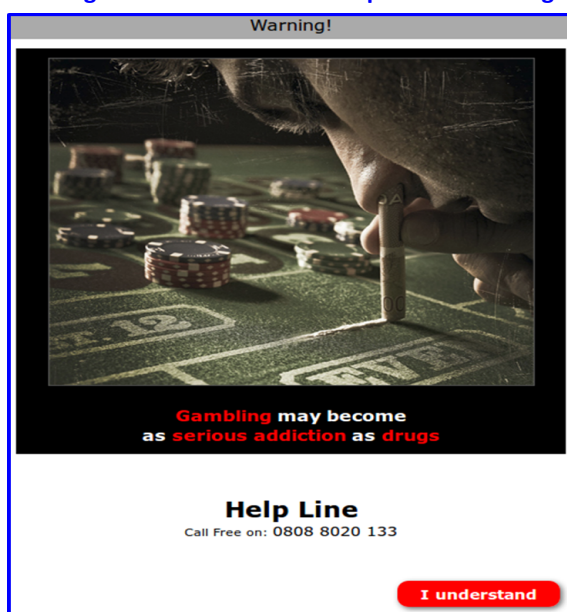 Warning!
Gambling may become
as serious addiction as drugs
Help Line
Call Free on: 0808 8020 133
I understand